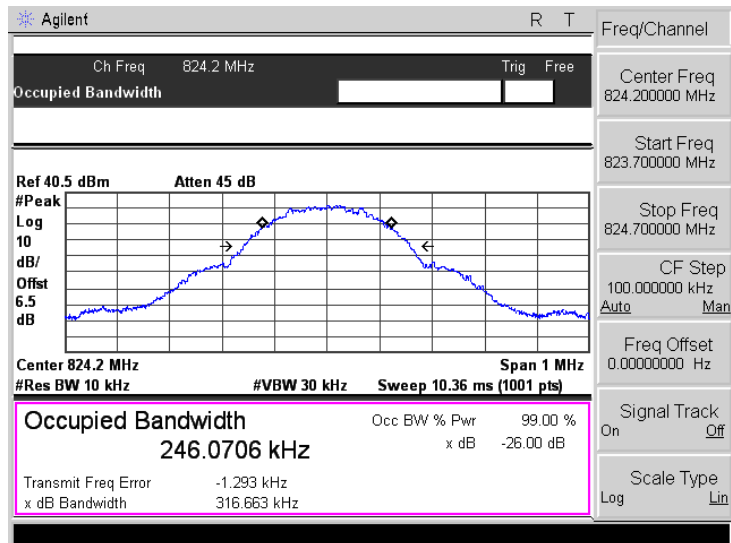 Agilent R T
Ch Freq 824.2 MHz Trig Free
Occupied Bandwidth
Ref 40.5 dBm Atten 45 dB
#Peak
Log
10
dB/
Offst
6.5
dB
Center 824.2 MHz Span 1 MHz
#Res BW 10 kHz #VBW 30 kHz Sweep 10.36 ms (1001 pts)
Occupied Bandwidth
246.0706 kHz
Occ BW % Pwr 99.00 %
x dB -26.00 dB
Transmit Freq Error -1.293 kHz
x dB Bandwidth 316.663 kHz
Freq/Channel
Center Freq
824.200000 MHz
Start Freq
823.700000 MHz
Stop Freq
824.700000 MHz
CF Step
100.000000 kHz
Auto Man
Freq Offset
0.00000000 Hz
Signal Track
On Off
Scale Type
Log Lin